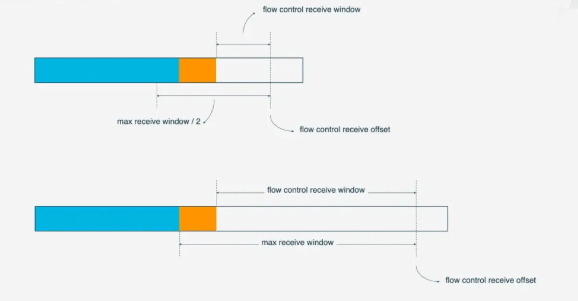 flow control receive window
max receive window / 2
flow control receive offset
flow control receive window
max receive window
flow control receive offset